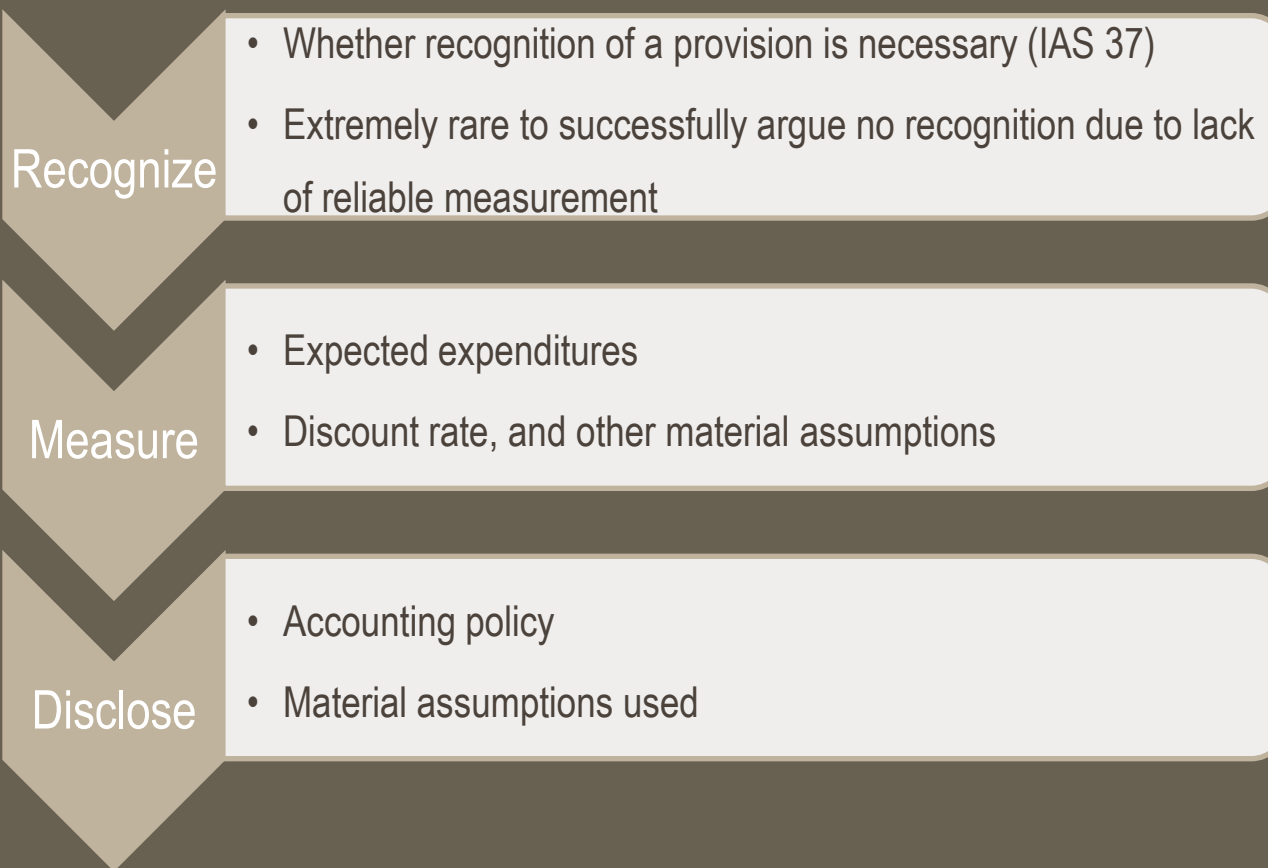 Recognize
• Whether recognition of a provision is necessary (IAS 37)
• Extremely rare to successfully argue no recognition due to lack
of reliable measurement
Measure
• Expected expenditures
• Discount rate, and other material assumptions
Disclose
• Accounting policy
• Material assumptions used